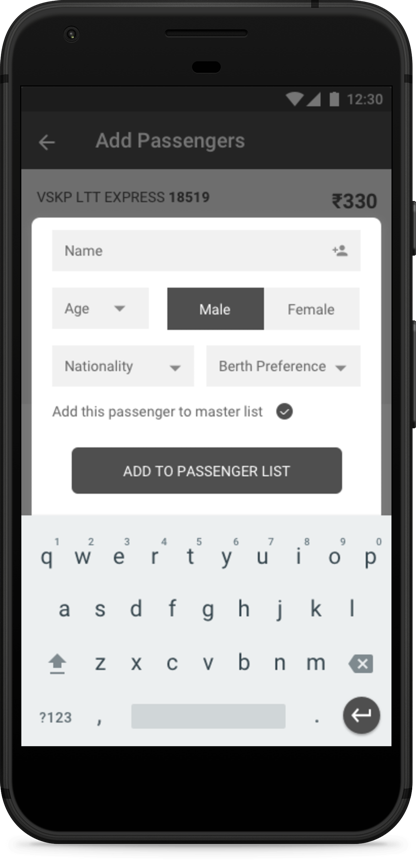 12:30
Add Passengers
VSKP LTT EXPRESS 18519 ₹330
Name
Age Male Female
Nationality Berth Preference
Add this passenger to master list
ADD TO PASSENGER LIST
1 2 3 4 5 6 7 8 9 0
q w e r t y u i o p
a s d f g h j k l
z x c v b n m
?123 , .